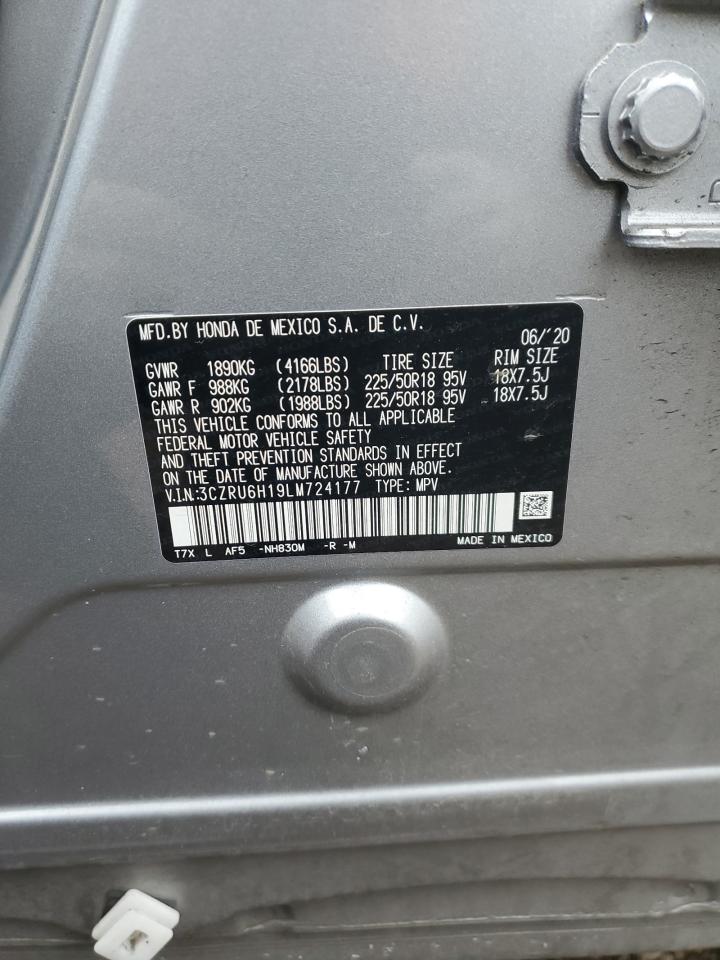 MFD.BY HONDA DE MEXICO S.A. DE C.V.
06/'20
GVWR 1890KG (4166LBS) TIRE SIZE RIM SIZE
GAWR F 988KG (2178LBS) 225/50R18 95V 18X7.5J
GAWR R 902KG (1988LBS) 225/50R18 95V 18X7.5J
THIS VEHICLE CONFORMS TO ALL APPLICABLE
FEDERAL MOTOR VEHICLE SAFETY
AND THEFT PREVENTION STANDARDS IN EFFECT
ON THE DATE OF MANUFACTURE SHOWN ABOVE.
V.I.N:3CZRU6H19LM724177 TYPE: MPV
T7X L AF5 -NH830M -R -M MADE IN MEXICO